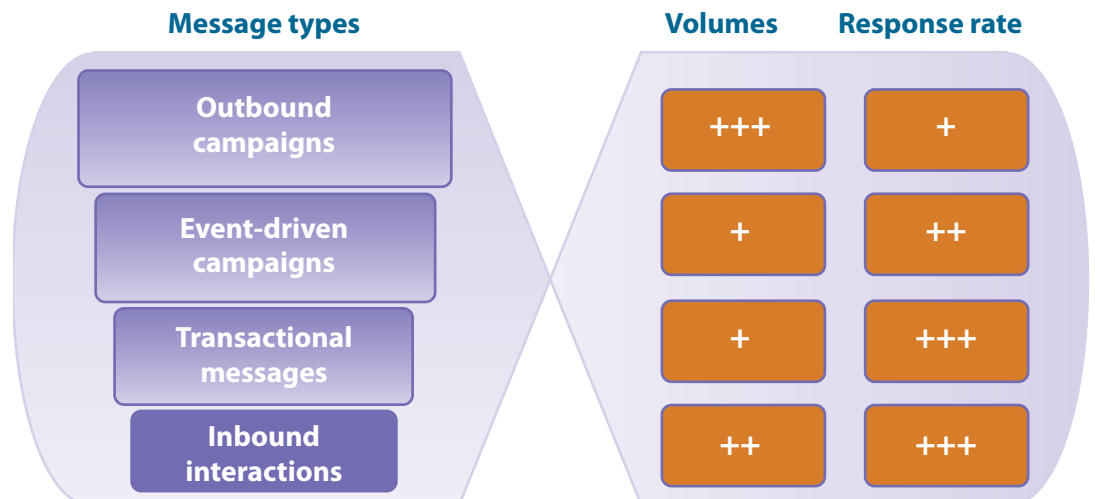 Message types
Volumes
Response rate
Outbound
campaigns
+++
+
Event-driven
campaigns
+
++
Transactional
messages
+
+++
Inbound
interactions
++
+++